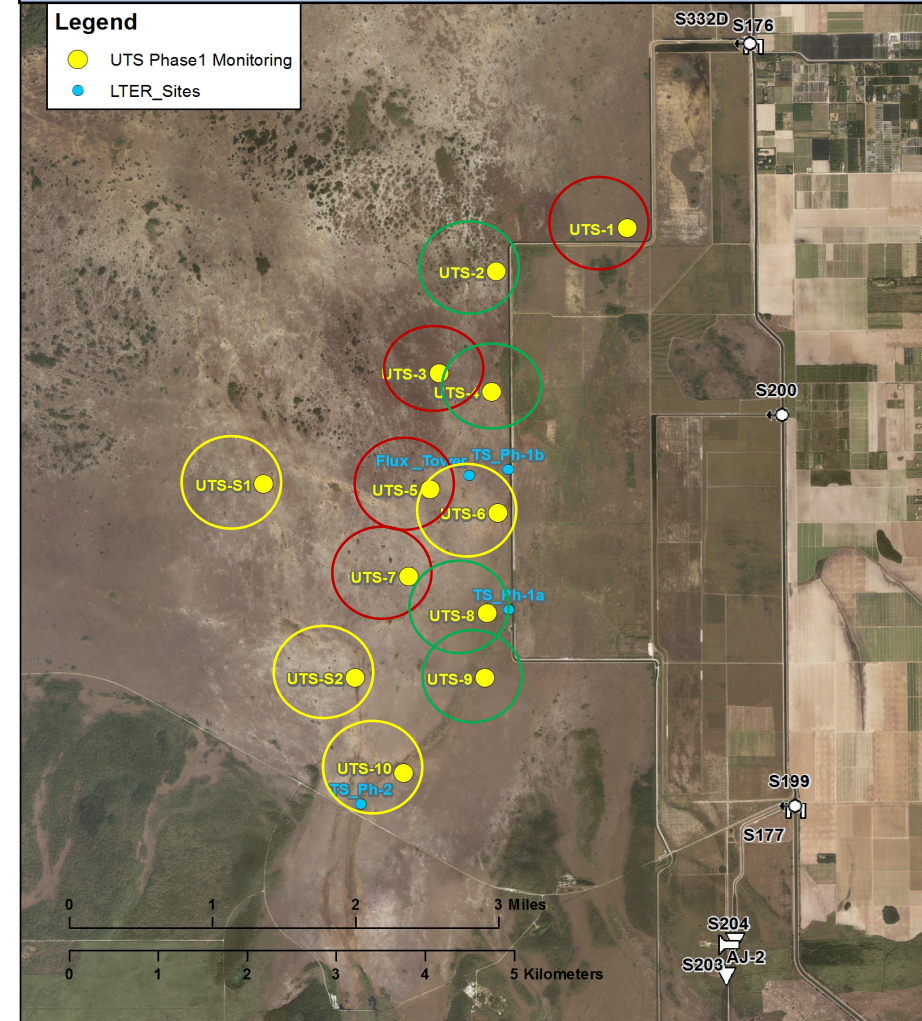 Legend
UTS Phase1 Monitoring
LTER_Sites
S332D
S176
UTS-1
UTS-2
UTS-3
UTS-4
S200
Flux _Tower
TS_Ph-1b
UTS-S1
UTS-5
UTS-6
UTS-7
TS_Ph-1a
UTS-8
UTS-S2
UTS-9
UTS-10
TS_Ph-2
S199
S177
0 1 2 3 Miles
S204
AJ-2
S203
0 1 2 3 4 5 Kilometers